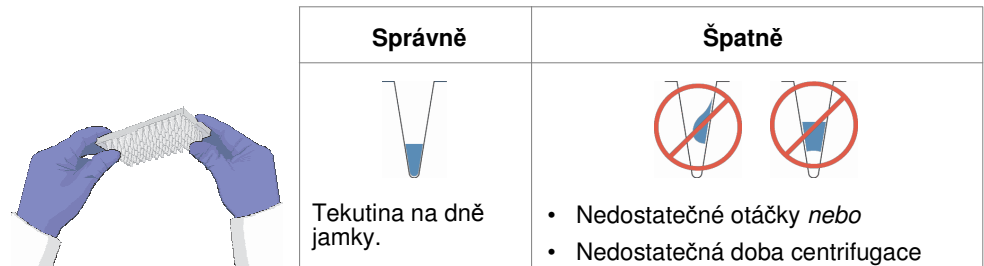 Správně
Špatně
Tekutina na dně
jamky.
• Nedostatečné otáčky nebo
• Nedostatečná doba centrifugace